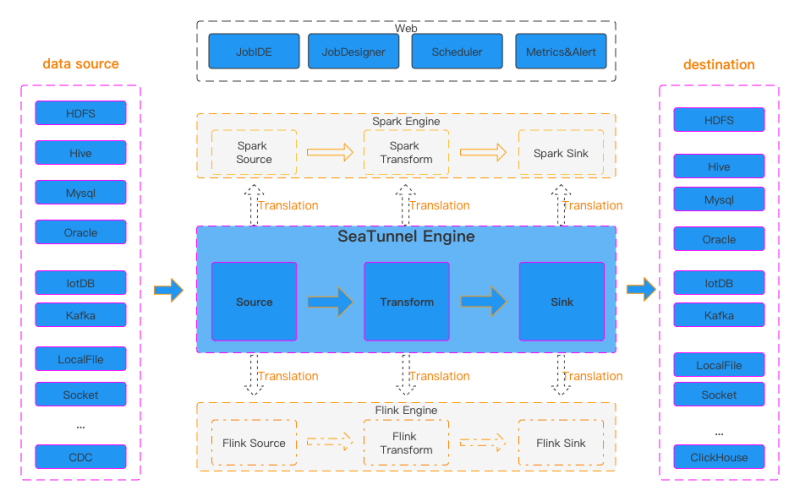 Web
JobIDE
JobDesigner
Scheduler
Metrics&Alert
data source
HDFS
Hive
Mysql
Oracle
IotDB
Kafka
LocalFile
Socket
...
CDC
Spark Engine
Spark
Source
Spark
Transform
Spark Sink
Translation
Translation
Translation
SeaTunnel Engine
Source
Transform
Sink
Translation
Translation
Translation
Flink Engine
Flink Source
Flink
Transform
Flink Sink
destination
HDFS
Hive
Mysql
Oracle
IotDB
Kafka
LocalFile
Socket
...
ClickHouse